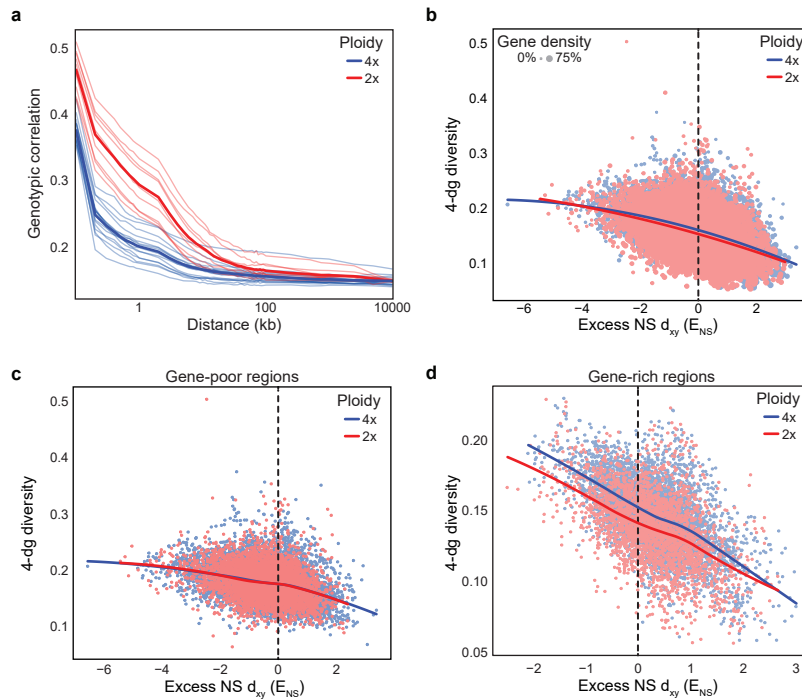 a
Ploidy
4x
2x
0.5
0.4
0.3
0.2
Genotypic correlation
1
100
10000
Distance (kb)
b
Gene density
0% 75%
Ploidy
4x
2x
0.5
0.4
0.3
0.2
0.1
4-dg diversity
−6
−4
−2
0
2
Excess NS dxy (ENS)
c
Gene-poor regions
Ploidy
4x
2x
0.5
0.4
0.3
0.2
0.1
4-dg diversity
−6
−4
−2
0
2
Excess NS dxy (ENS)
d
Gene-rich regions
Ploidy
4x
2x
0.20
0.15
0.10
0.05
4-dg diversity
−2
−1
0
1
2
3
Excess NS dxy (ENS)